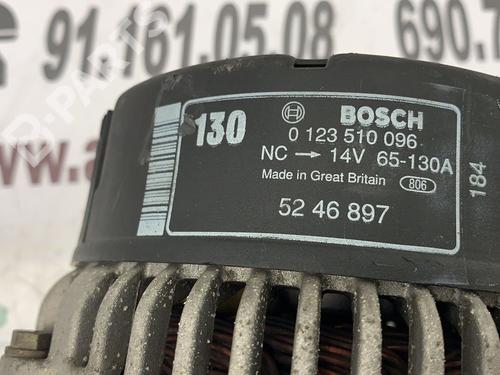 91.161.05.08
690.
B-PARTS
130
BOSCH
0 123 510 096
NC → 14V 65-130A
Made in Great Britain 806
184
52 46 897